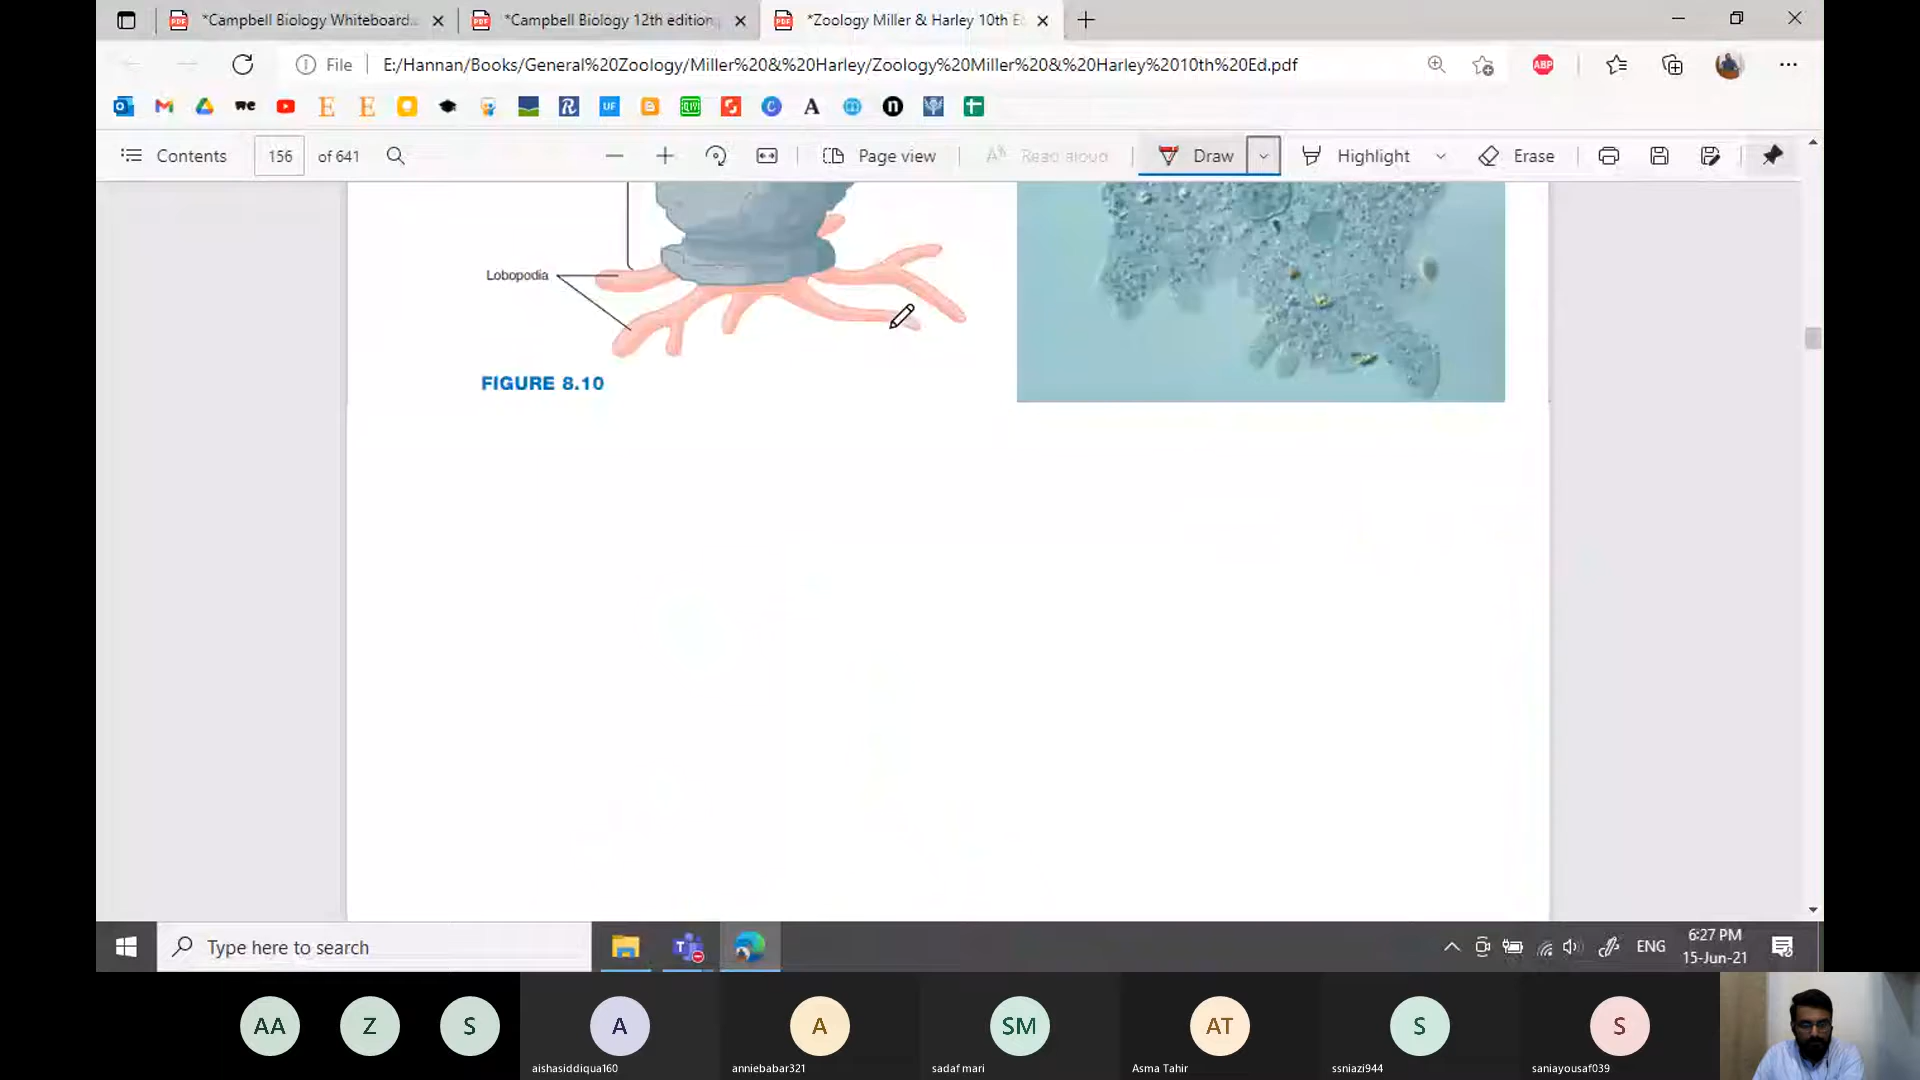 *Campbell Biology Whiteboard
*Campbell Biology 12th edition
*Zoology Miller & Harley 10th Ed
File
E:/Hannan/Books/General%20Zoology/Miller%20&%20Harley/Zoology%20Miller%20&%20Harley%2010th%20Ed.pdf
ABP
Contents
156
of 641
Page view
Read aloud
Draw
Highlight
Erase
Lobopodia
FIGURE 8.10
Type here to search
ENG
6:27 PM
15-Jun-21
AA
Z
S
A
A
SM
AT
S
S
aishasiddiqua160
anniebabar321
sadaf mari
Asma Tahir
ssniazi944
saniayousaf039